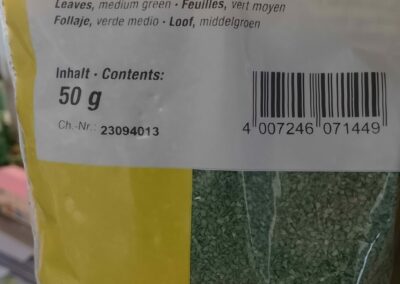 Leaves, medium green · Feuilles, vert moyen
Follaje, verde medio · Loof, middelgroen
Inhalt · Contents:
50 g
Ch.-Nr.: 23094013
4 007246 071449